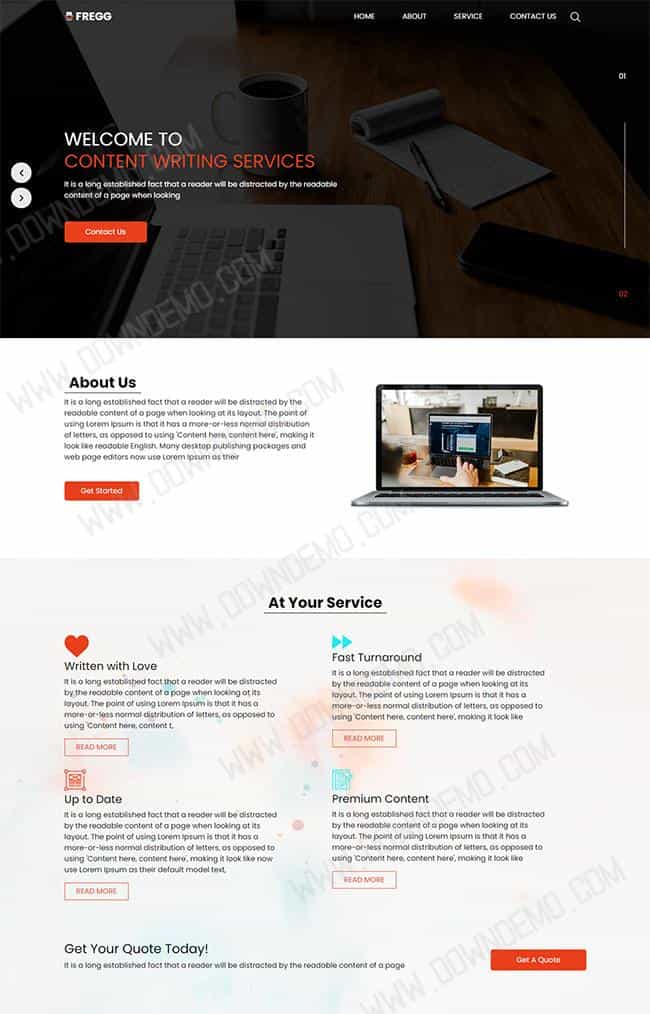 FREGG
HOME ABOUT SERVICE CONTACT US
01
WELCOME TO
CONTENT WRITING SERVICES
It is a long established fact that a reader will be distracted by the readable
content of a page when looking
Contact Us
02
About Us
It is a long established fact that a reader will be distracted by the
readable content of a page when looking at its layout. The point of
using Lorem Ipsum is that it has a more-or-less normal distribution
of letters, as opposed to using 'Content here, content here', making it
look like readable English. Many desktop publishing packages and
web page editors now use Lorem Ipsum as their
Get Started
At Your Service
Written with Love
It is a long established fact that a reader will be distracted
by the readable content of a page when looking at its
layout. The point of using Lorem Ipsum is that it has a
more-or-less normal distribution of letters, as opposed to
using 'Content here, content t,
READ MORE
Fast Turnaround
It is a long established fact that a reader will be distracted
by the readable content of a page when looking at its
layout. The point of using Lorem Ipsum is that it has a
more-or-less normal distribution of letters, as opposed to
using 'Content here, content here', making it look like
READ MORE
Up to Date
It is a long established fact that a reader will be distracted
by the readable content of a page when looking at its
layout. The point of using Lorem Ipsum is that it has a
more-or-less normal distribution of letters, as opposed to
using 'Content here, content here', making it look like now
use Lorem Ipsum as their default model text,
READ MORE
Premium Content
It is a long established fact that a reader will be distracted
by the readable content of a page when looking at its
layout. The point of using Lorem Ipsum is that it has a
more-or-less normal distribution of letters, as opposed to
using 'Content here, content here', making it look like
READ MORE
Get Your Quote Today!
It is a long established fact that a reader will be distracted by the readable content of a page
Get A Quote
WWW.DOWNDEMO.COM
WWW.DOWNDEMO.COM
WWW.DOWNDEMO.COM
WWW.DOWNDEMO.COM
WWW.DOWNDEMO.COM
WWW.DOWNDEMO.COM